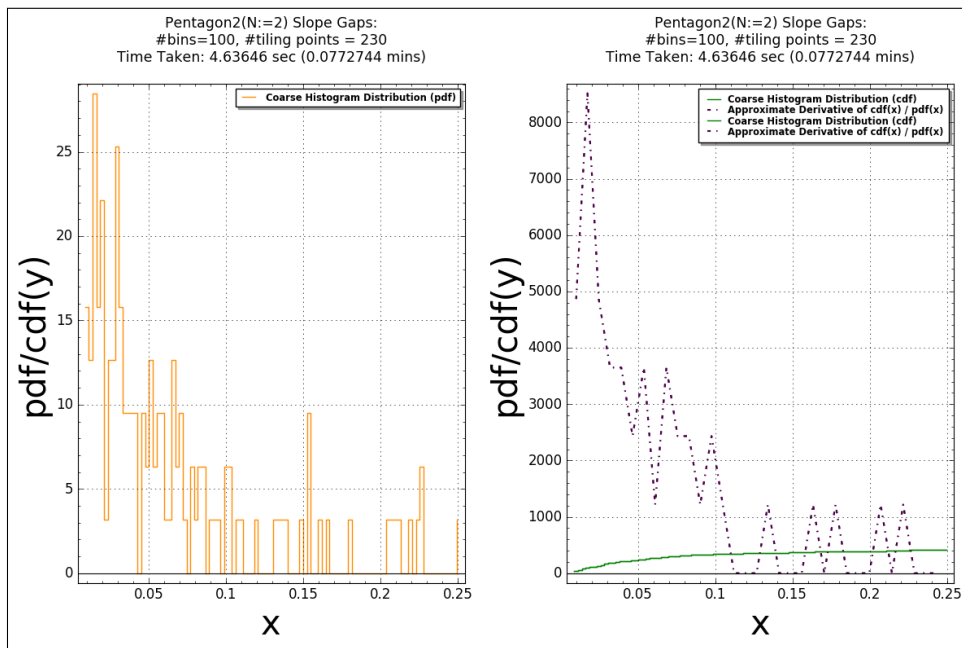 Pentagon2(N:=2) Slope Gaps:
#bins=100, #tiling points = 230
Time Taken: 4.63646 sec (0.0772744 mins)
Coarse Histogram Distribution (pdf)
25
20
15
10
5
0
0.05
0.1
0.15
0.2
0.25
pdf/cdf(y)
x
Pentagon2(N:=2) Slope Gaps:
#bins=100, #tiling points = 230
Time Taken: 4.63646 sec (0.0772744 mins)
Coarse Histogram Distribution (cdf)
Approximate Derivative of cdf(x) / pdf(x)
Coarse Histogram Distribution (cdf)
Approximate Derivative of cdf(x) / pdf(x)
8000
7000
6000
5000
4000
3000
2000
1000
0
0.05
0.1
0.15
0.2
0.25
pdf/cdf(y)
x